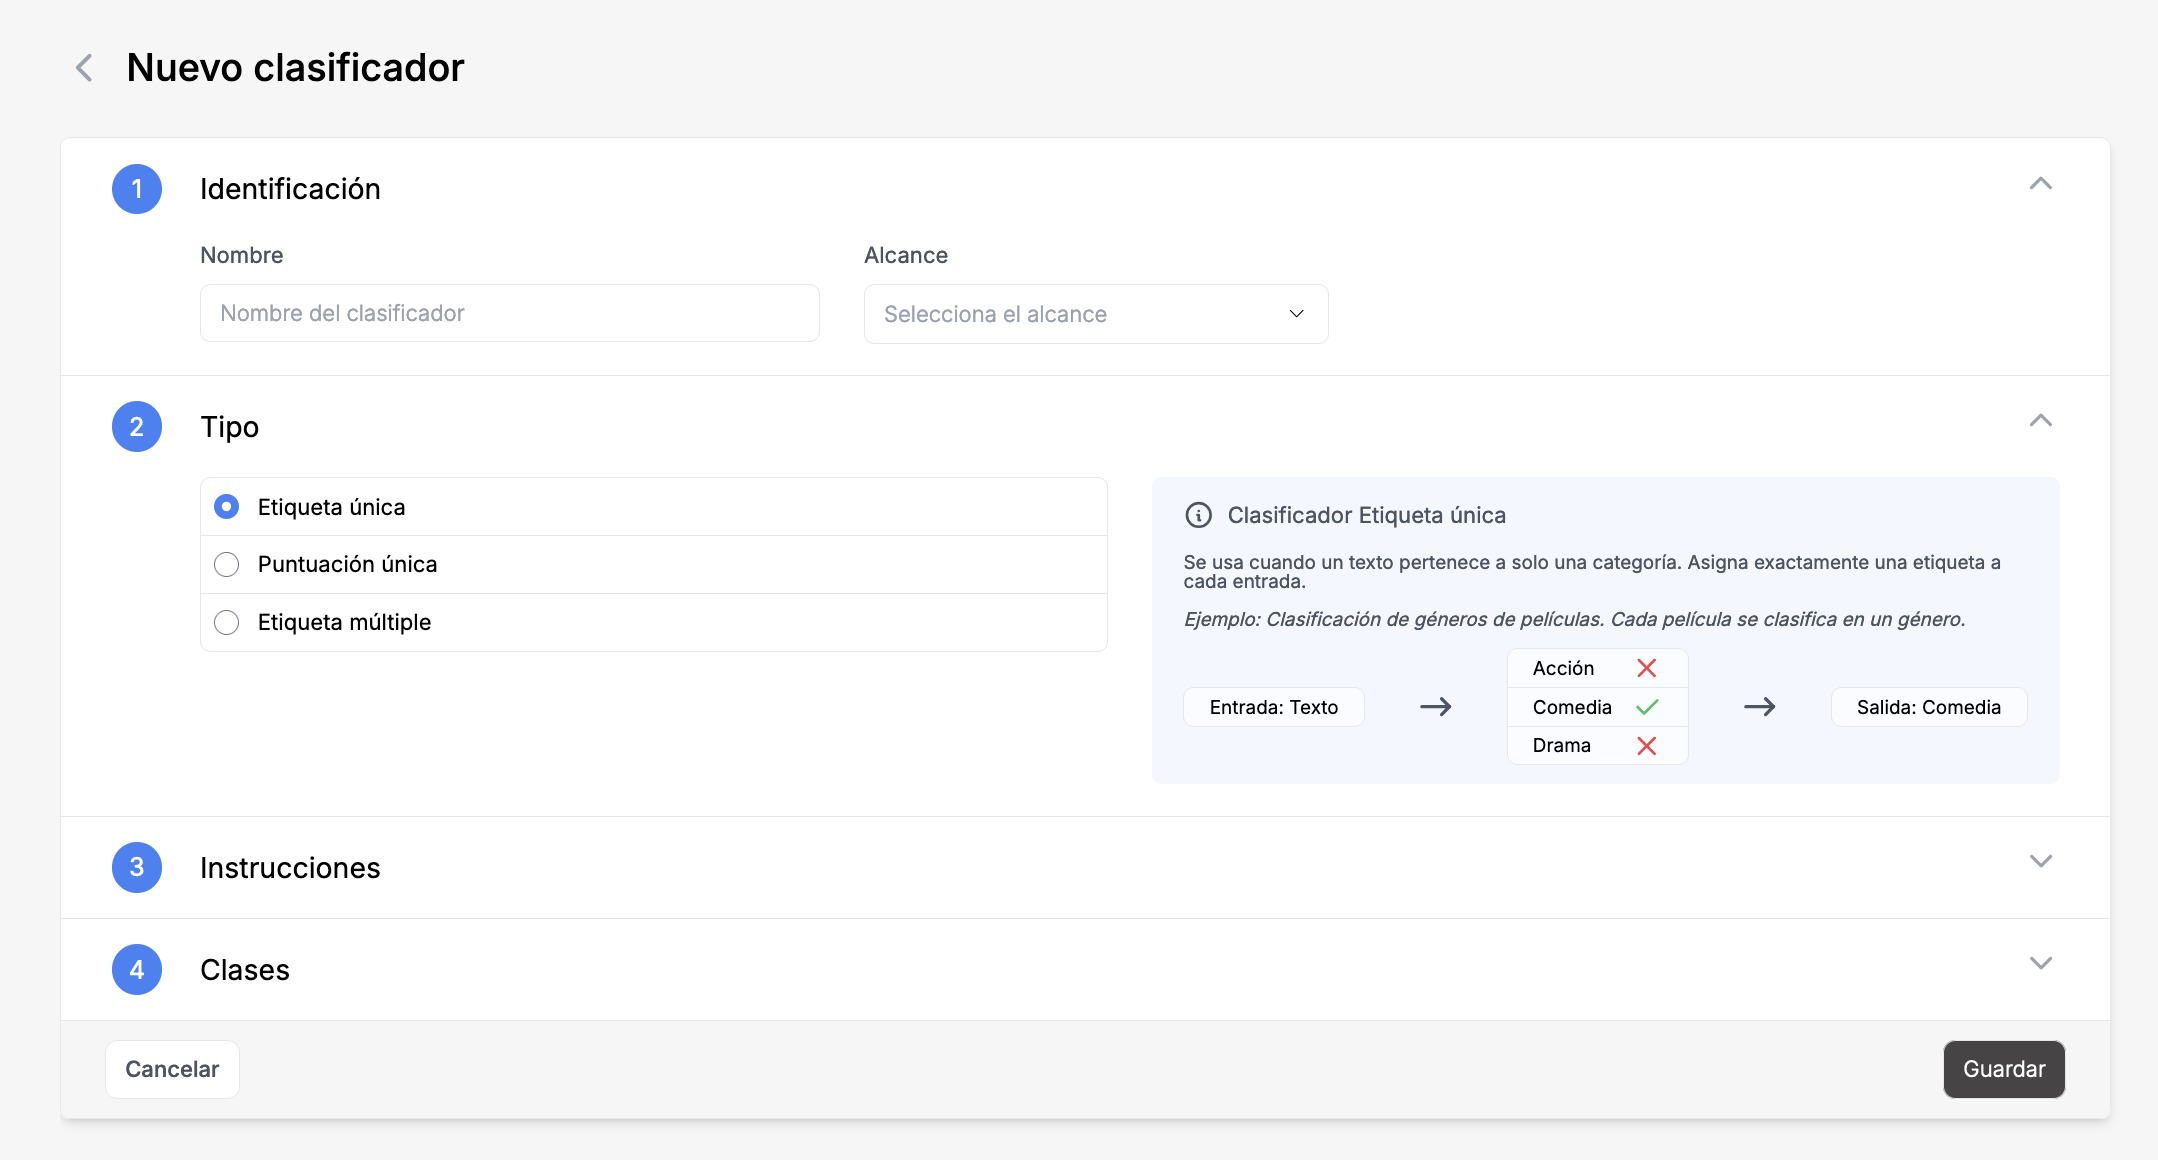 Nuevo clasificador
1 Identificación
Nombre
Alcance
Nombre del clasificador
Selecciona el alcance
2 Tipo
Etiqueta única
Puntuación única
Etiqueta múltiple
Clasificador Etiqueta única
Se usa cuando un texto pertenece a solo una categoría. Asigna exactamente una etiqueta a
cada entrada.
Ejemplo: Clasificación de géneros de películas. Cada película se clasifica en un género.
Entrada: Texto
Acción
Comedia
Drama
Salida: Comedia
3 Instrucciones
4 Clases
Cancelar
Guardar